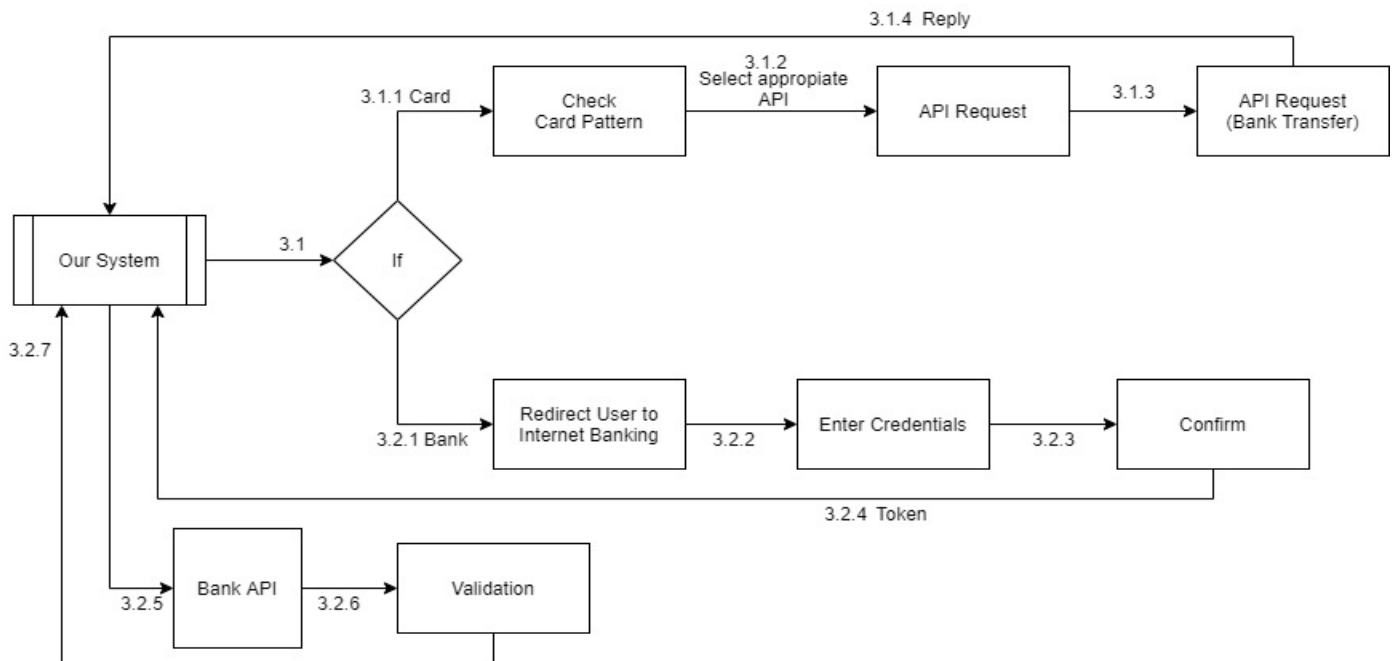 3.1.4 Reply
3.1.1 Card
Check
Card Pattern
3.1.2
Select appropiate
API
API Request
3.1.3
API Request
(Bank Transfer)
Our System
3.1
If
3.2.7
3.2.1 Bank
Redirect User to
Internet Banking
3.2.2
Enter Credentials
3.2.3
Confirm
3.2.4 Token
3.2.5
Bank API
3.2.6
Validation